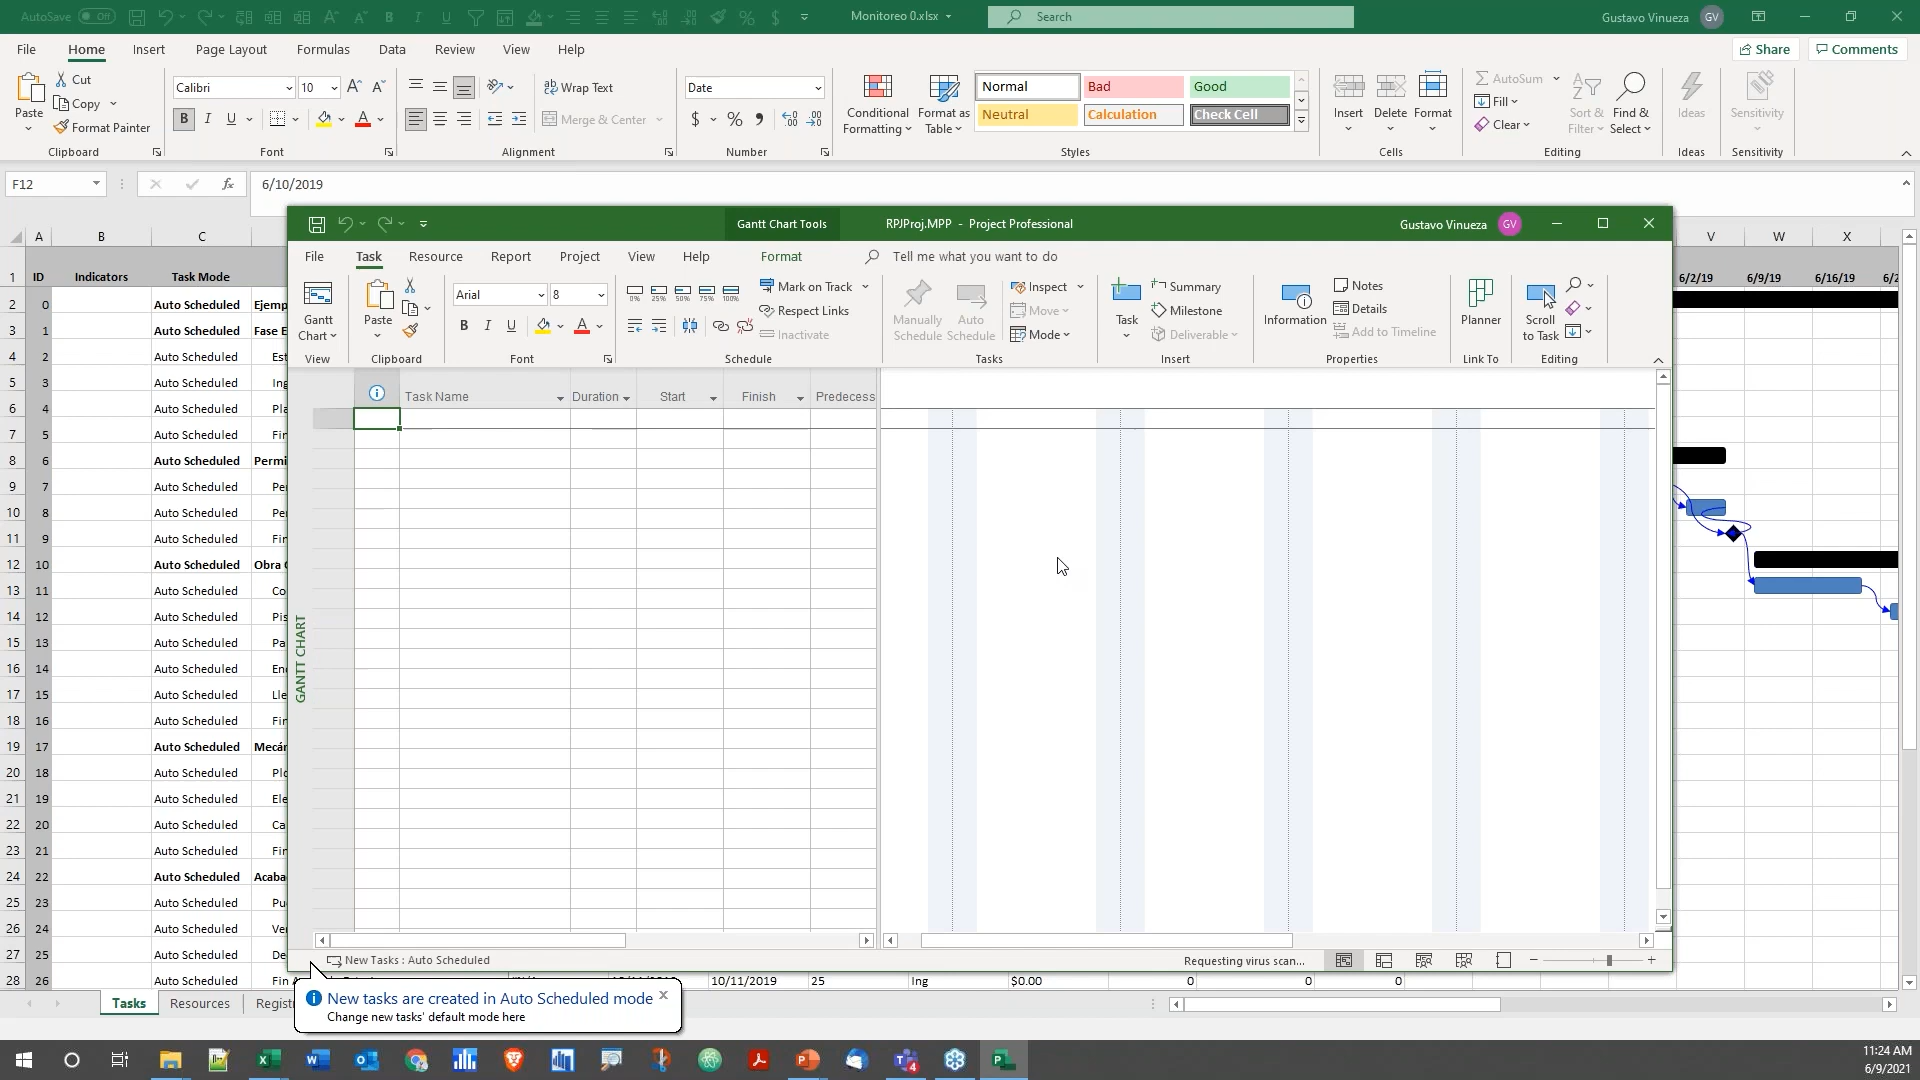 AutoSave Off Monitoreo 0.xlsx Search Gustavo Vinueza GV
File Home Insert Page Layout Formulas Data Review View Help Share Comments
Paste Cut Copy Format Painter Clipboard
Calibri 10 B I U Font
Wrap Text Merge & Center Alignment
Date $ % Number
Conditional Formatting Format as Table
Normal Bad Good
Neutral Calculation Check Cell
Styles
Insert Delete Format Cells
AutoSum Fill Clear Sort & Filter Find & Select Editing
Ideas Ideas
Sensitivity Sensitivity
F12 fx 6/10/2019
A B C V W X
1 ID Indicators Task Mode 6/2/19 6/9/19 6/16/19
2 0 Auto Scheduled Ejemp
3 1 Auto Scheduled Fase E
4 2 Auto Scheduled Est
5 3 Auto Scheduled Ing
6 4 Auto Scheduled Pla
7 5 Auto Scheduled Fin
8 6 Auto Scheduled Permi
9 7 Auto Scheduled Per
10 8 Auto Scheduled Per
11 9 Auto Scheduled Fin
12 10 Auto Scheduled Obra
13 11 Auto Scheduled Co
14 12 Auto Scheduled Pis
15 13 Auto Scheduled Pa
16 14 Auto Scheduled Enc
17 15 Auto Scheduled Lle
18 16 Auto Scheduled Fin
19 17 Auto Scheduled Mecán
20 18 Auto Scheduled Plo
21 19 Auto Scheduled Ele
22 20 Auto Scheduled Ca
23 21 Auto Scheduled Fin
24 22 Auto Scheduled Acaba
25 23 Auto Scheduled Pu
26 24 Auto Scheduled Ve
27 25 Auto Scheduled De
28 26 Auto Scheduled Fin 10/11/2019 25 Ing $0.00 0 0 0
Tasks Resources Regist
Gantt Chart Tools RPJProj.MPP - Project Professional Gustavo Vinueza GV
File Task Resource Report Project View Help Format Tell me what you want to do
Gantt Chart View
Paste Clipboard
Arial 8 B I U Font
0% 25% 50% 75% 100% Mark on Track Respect Links Inactivate Schedule
Manually Schedule Auto Schedule Inspect Move Mode Tasks
Task Summary Milestone Deliverable Insert
Information Notes Details Add to Timeline Properties
Planner Link To
Scroll to Task Editing
Task Name Duration Start Finish Predecess
GANTT CHART
New Tasks : Auto Scheduled Requesting virus scan...
New tasks are created in Auto Scheduled mode
Change new tasks' default mode here
11:24 AM
6/9/2021